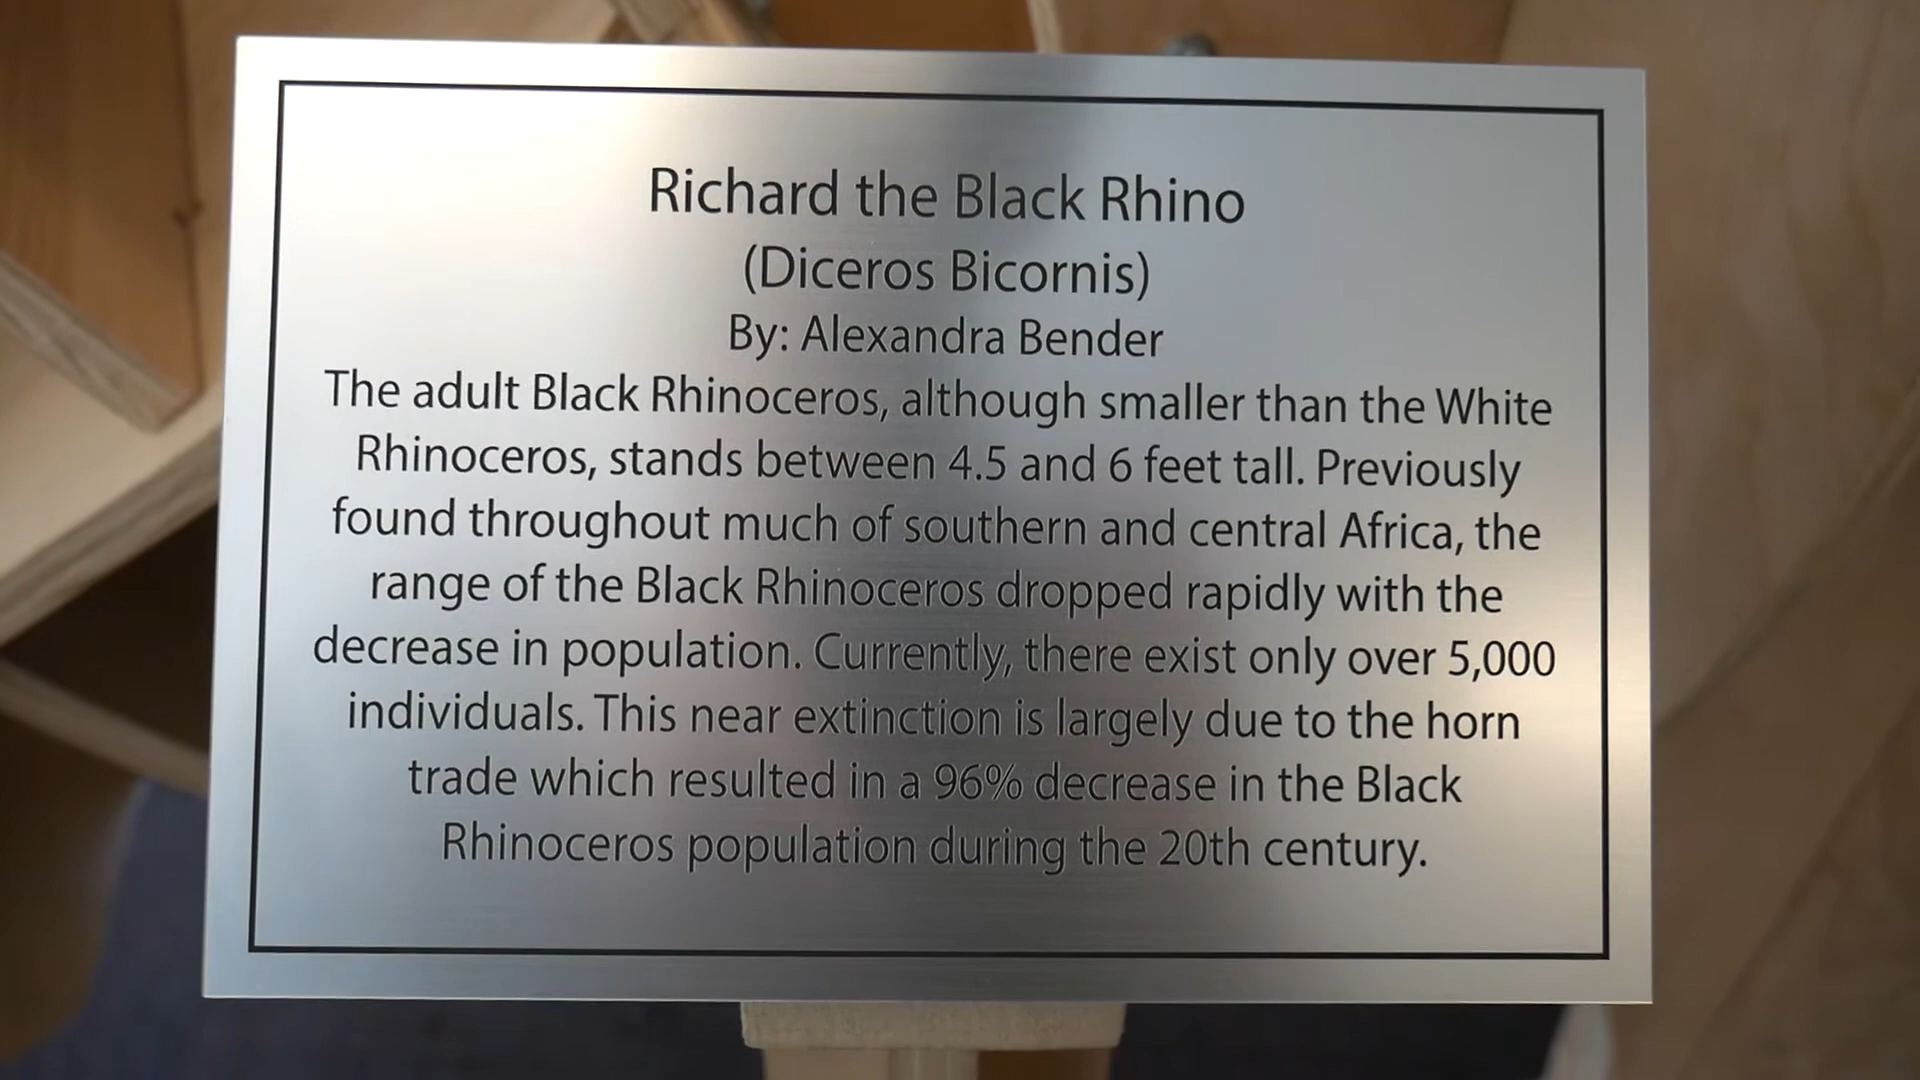 Richard the Black Rhino
(Diceros Bicornis)
By: Alexandra Bender
The adult Black Rhinoceros, although smaller than the White
Rhinoceros, stands between 4.5 and 6 feet tall. Previously
found throughout much of southern and central Africa, the
range of the Black Rhinoceros dropped rapidly with the
decrease in population. Currently, there exist only over 5,000
individuals. This near extinction is largely due to the horn
trade which resulted in a 96% decrease in the Black
Rhinoceros population during the 20th century.